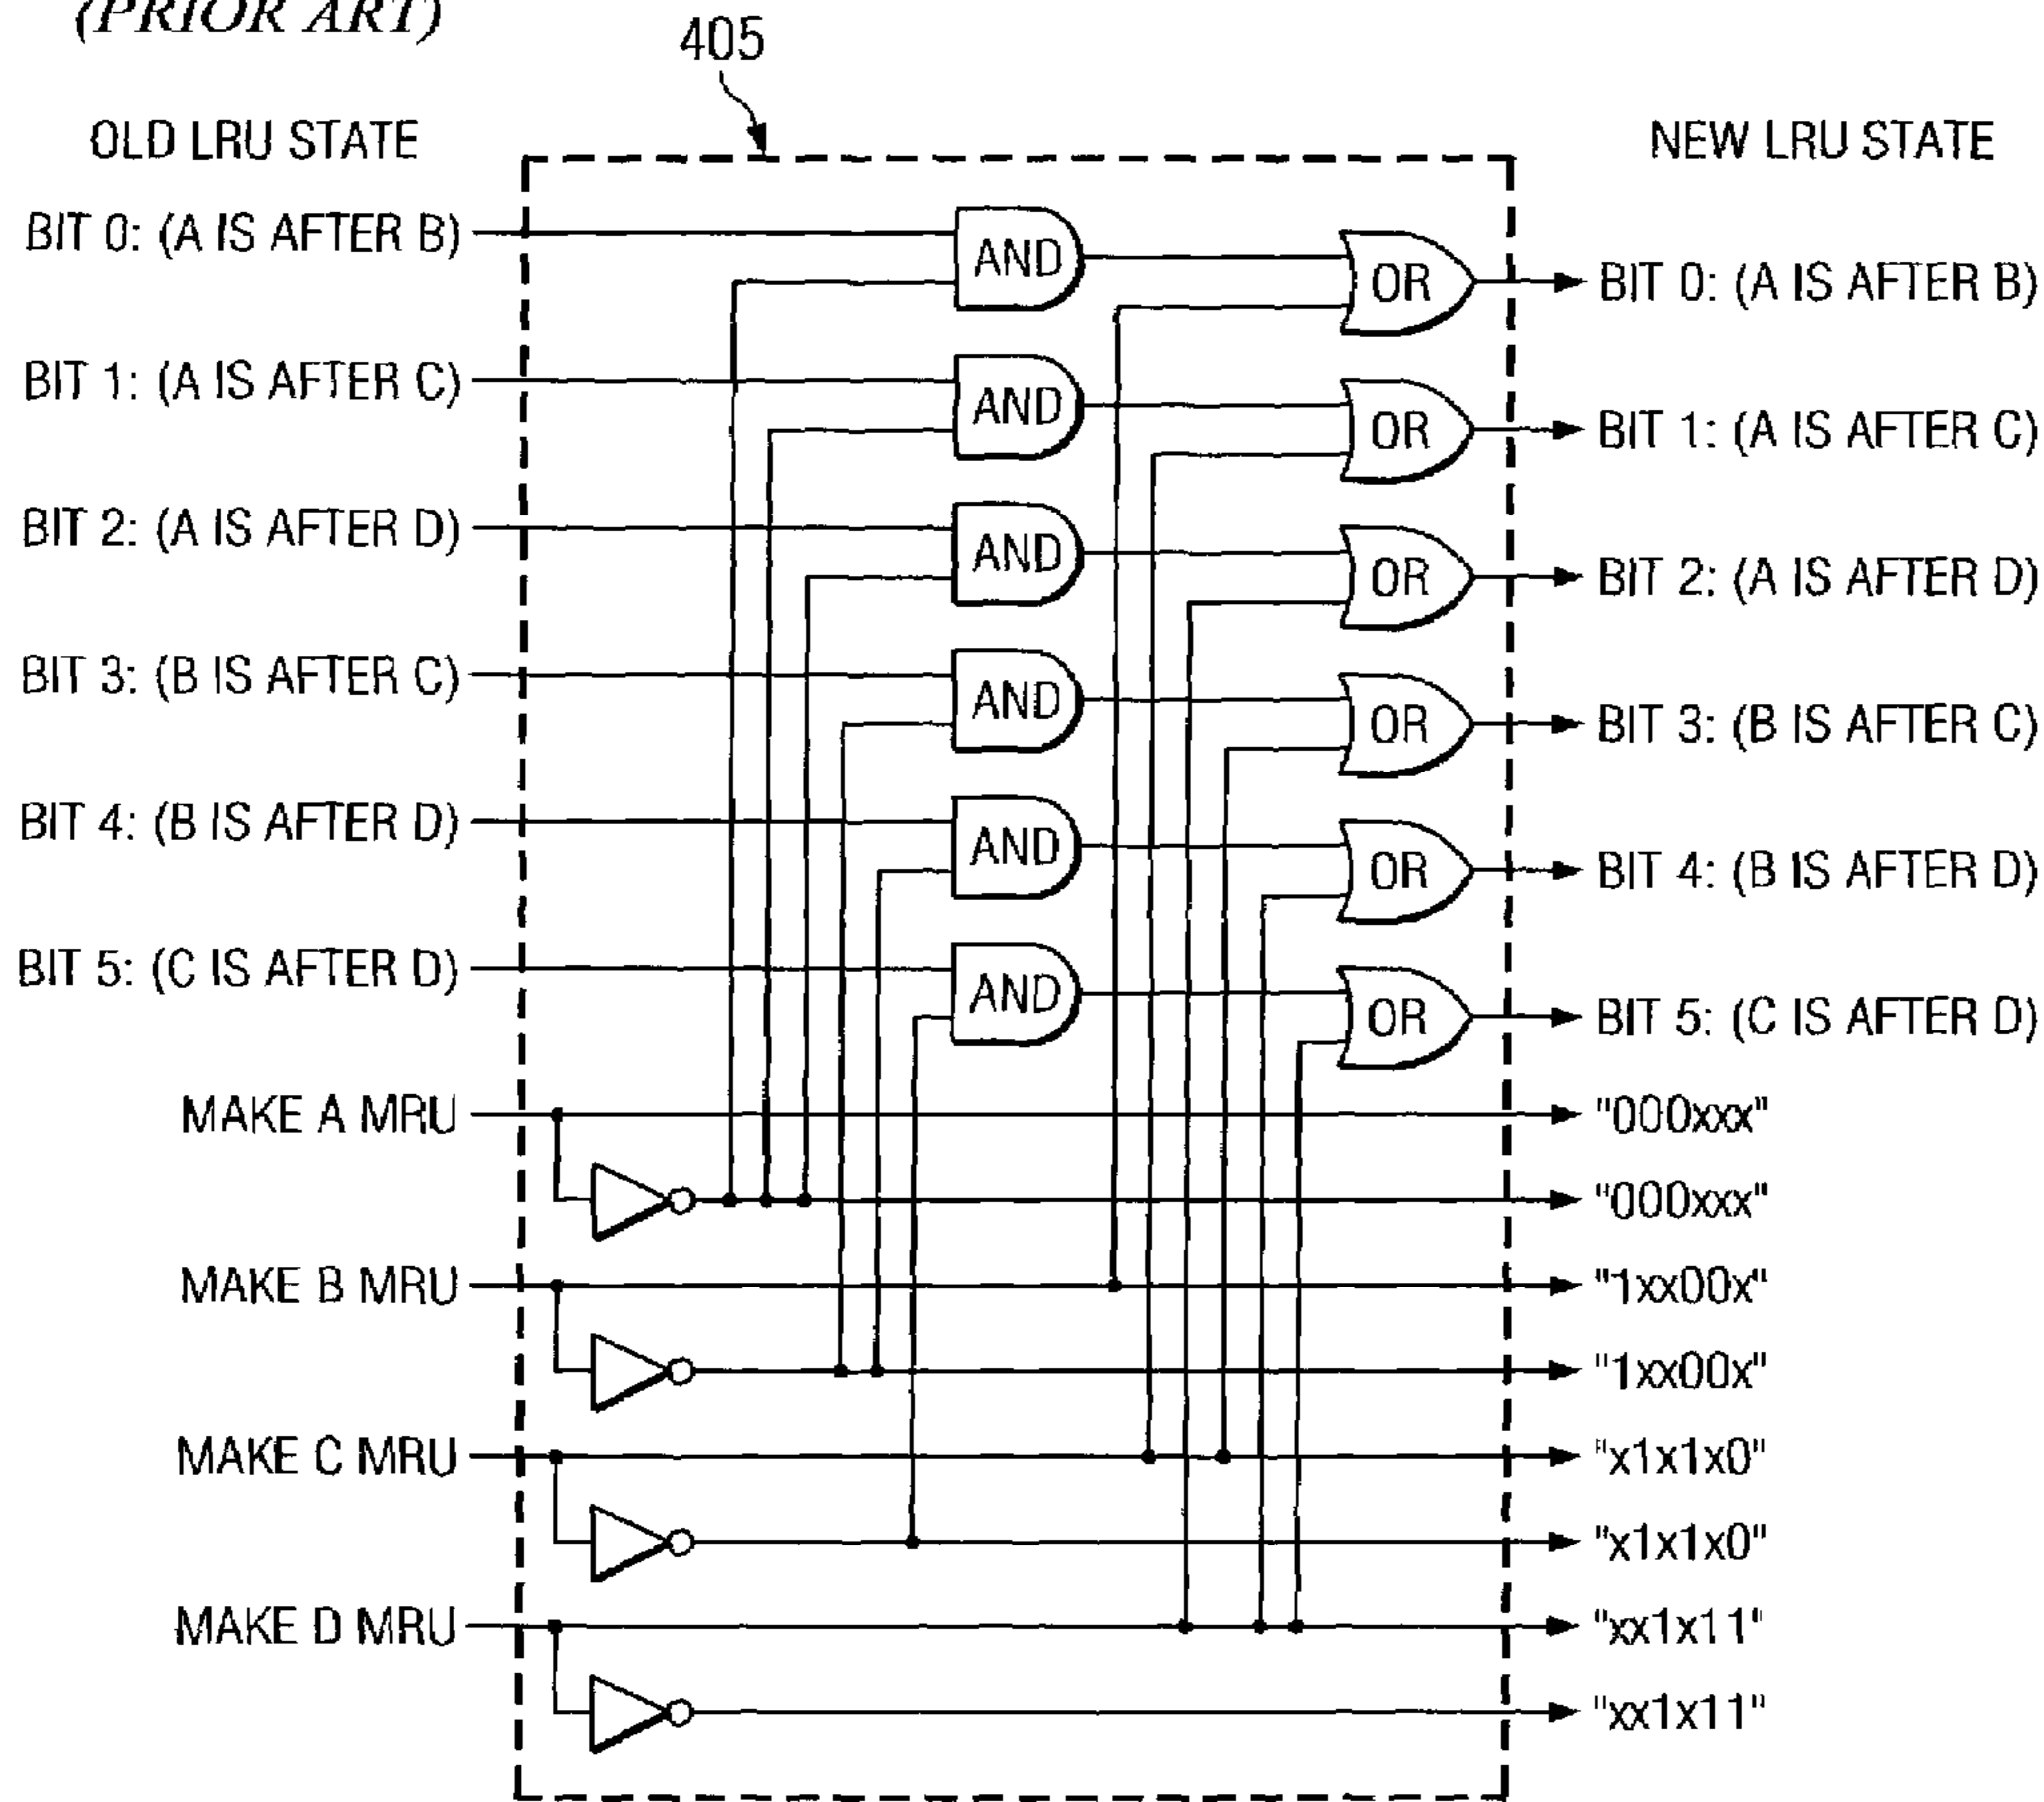 (PRIOR ART)
405
OLD LRU STATE
NEW LRU STATE
BIT 0: (A IS AFTER B)
AND
OR
BIT 0: (A IS AFTER B)
BIT 1: (A IS AFTER C)
AND
OR
BIT 1: (A IS AFTER C)
BIT 2: (A IS AFTER D)
AND
OR
BIT 2: (A IS AFTER D)
BIT 3: (B IS AFTER C)
AND
OR
BIT 3: (B IS AFTER C)
BIT 4: (B IS AFTER D)
AND
OR
BIT 4: (B IS AFTER D)
BIT 5: (C IS AFTER D)
AND
OR
BIT 5: (C IS AFTER D)
MAKE A MRU
"000xxx"
"000xxx"
MAKE B MRU
"1xx00x"
"1xx00x"
MAKE C MRU
"x1x1x0"
"x1x1x0"
MAKE D MRU
"xx1x11"
"xx1x11"